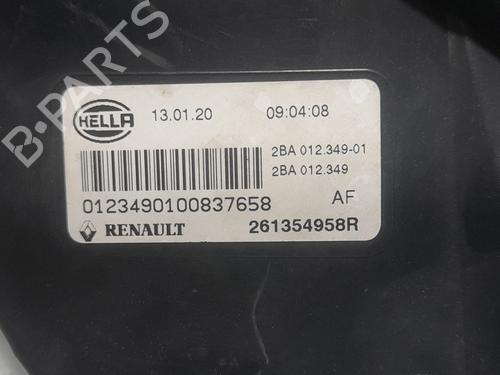 B-PARTS
HELLA
13.01.20 09:04:08
2BA 012.349-01
2BA 012.349
0123490100837658 AF
RENAULT 261354958R